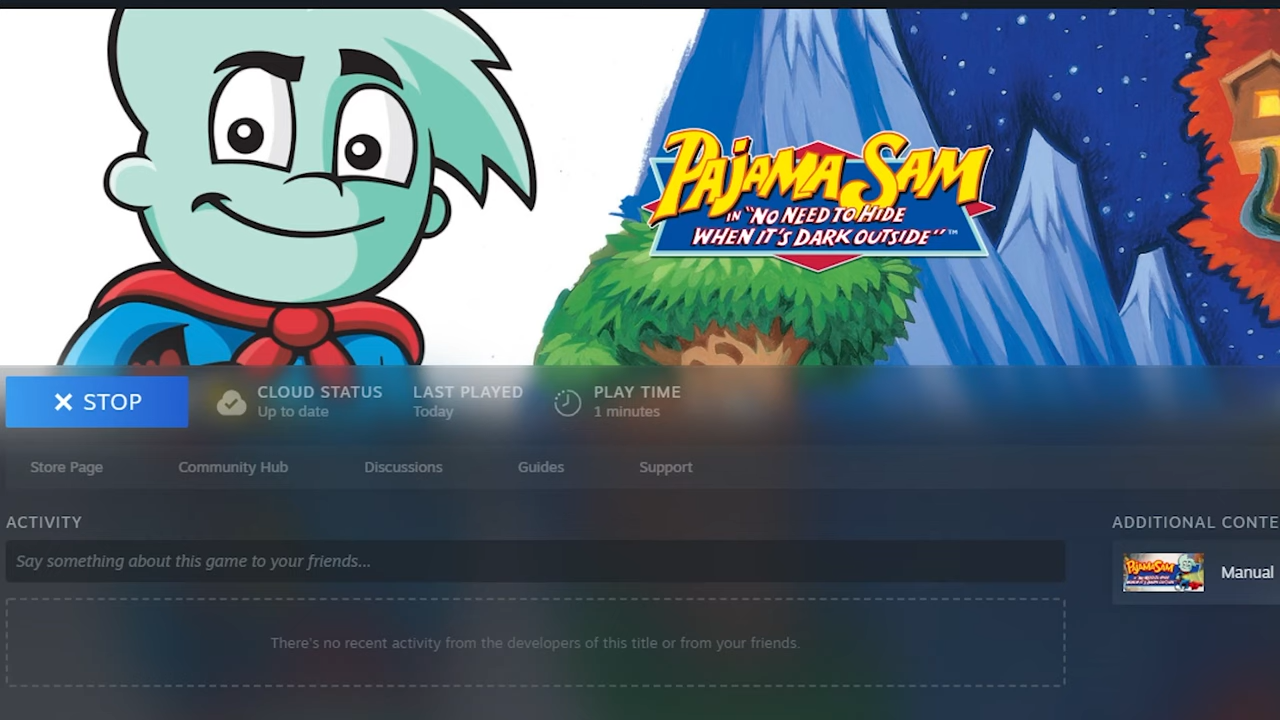 PAJAMA SAM
IN "NO NEED TO HIDE
WHEN IT'S DARK OUTSIDE"™
STOP
CLOUD STATUS
Up to date
LAST PLAYED
Today
PLAY TIME
1 minutes
Store Page
Community Hub
Discussions
Guides
Support
ACTIVITY
Say something about this game to your friends...
There's no recent activity from the developers of this title or from your friends.
ADDITIONAL CONTE
PAJAMA SAM
Manual